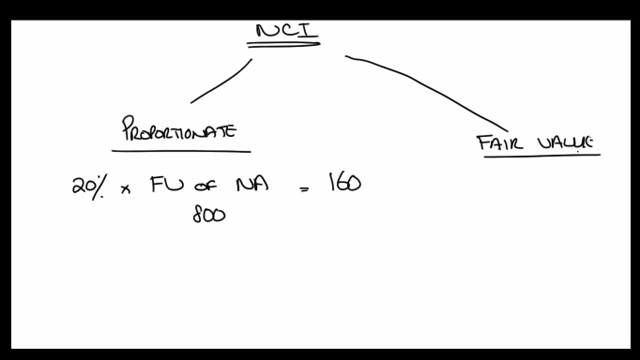 NCI
PROPORTIONATE
FAIR VALUE
20% × FV of NA = 160
800